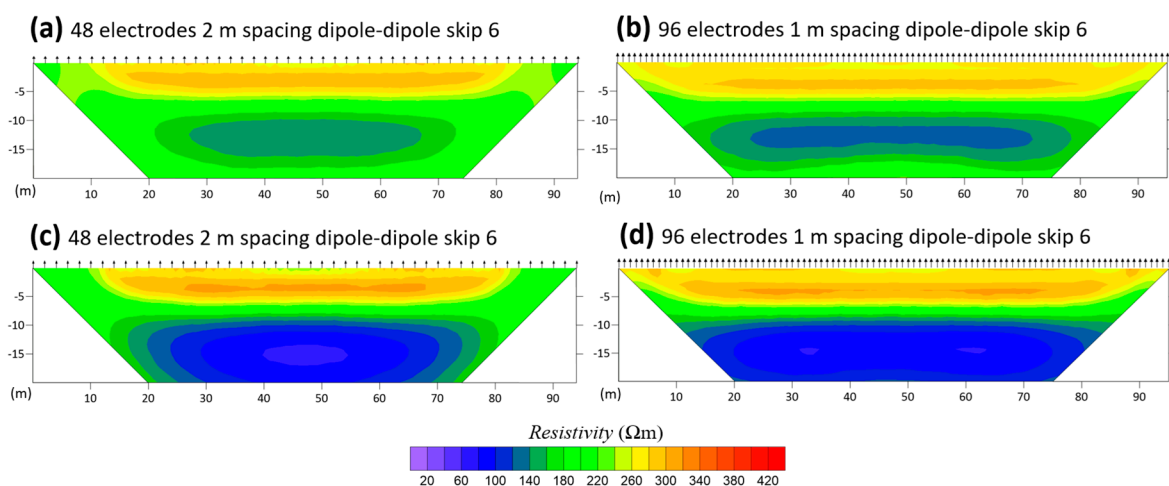 (a) 48 electrodes 2 m spacing dipole-dipole skip 6
-5
-10
-15
(m) 10 20 30 40 50 60 70 80 90
(b) 96 electrodes 1 m spacing dipole-dipole skip 6
-5
-10
-15
(m) 10 20 30 40 50 60 70 80 90
(c) 48 electrodes 2 m spacing dipole-dipole skip 6
-5
-10
-15
(m) 10 20 30 40 50 60 70 80 90
(d) 96 electrodes 1 m spacing dipole-dipole skip 6
-5
-10
-15
(m) 10 20 30 40 50 60 70 80 90
Resistivity (Ωm)
20 60 100 140 180 220 260 300 340 380 420